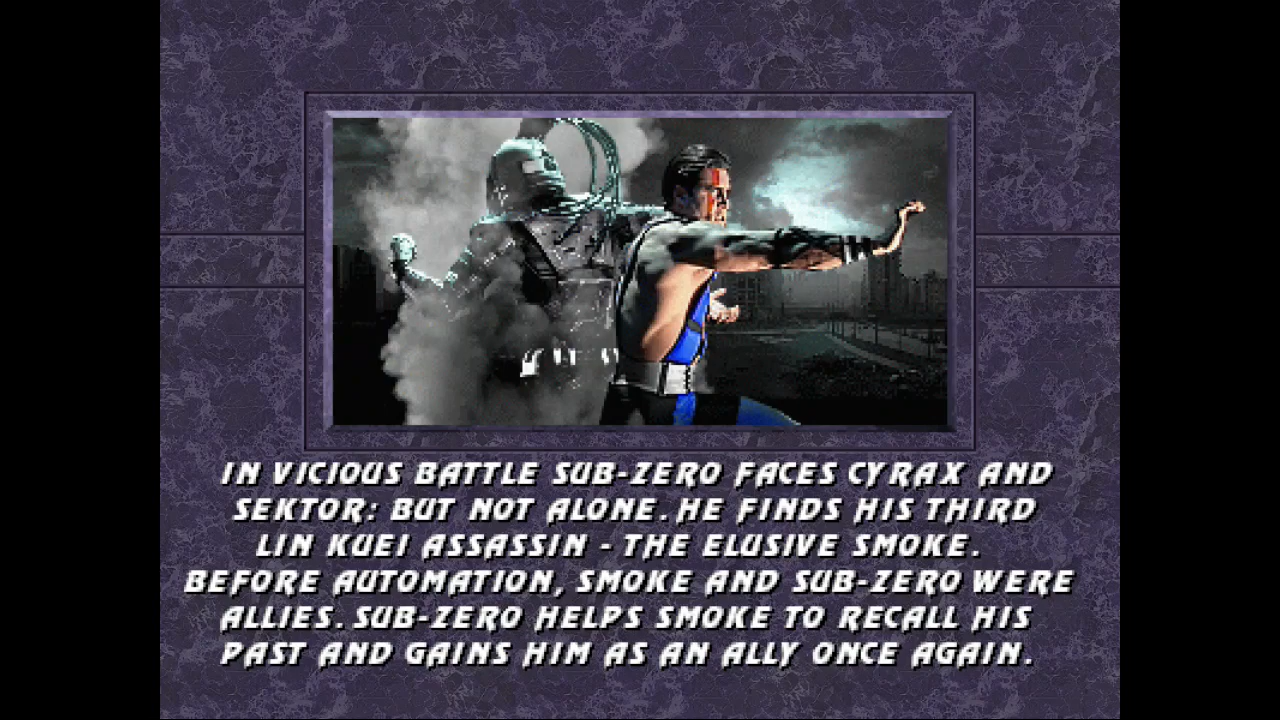 IN VICIOUS BATTLE SUB-ZERO FACES CYRAX AND
SEKTOR: BUT NOT ALONE. HE FINDS HIS THIRD
LIN KUEI ASSASSIN - THE ELUSIVE SMOKE.
BEFORE AUTOMATION, SMOKE AND SUB-ZERO WERE
ALLIES. SUB-ZERO HELPS SMOKE TO RECALL HIS
PAST AND GAINS HIM AS AN ALLY ONCE AGAIN.